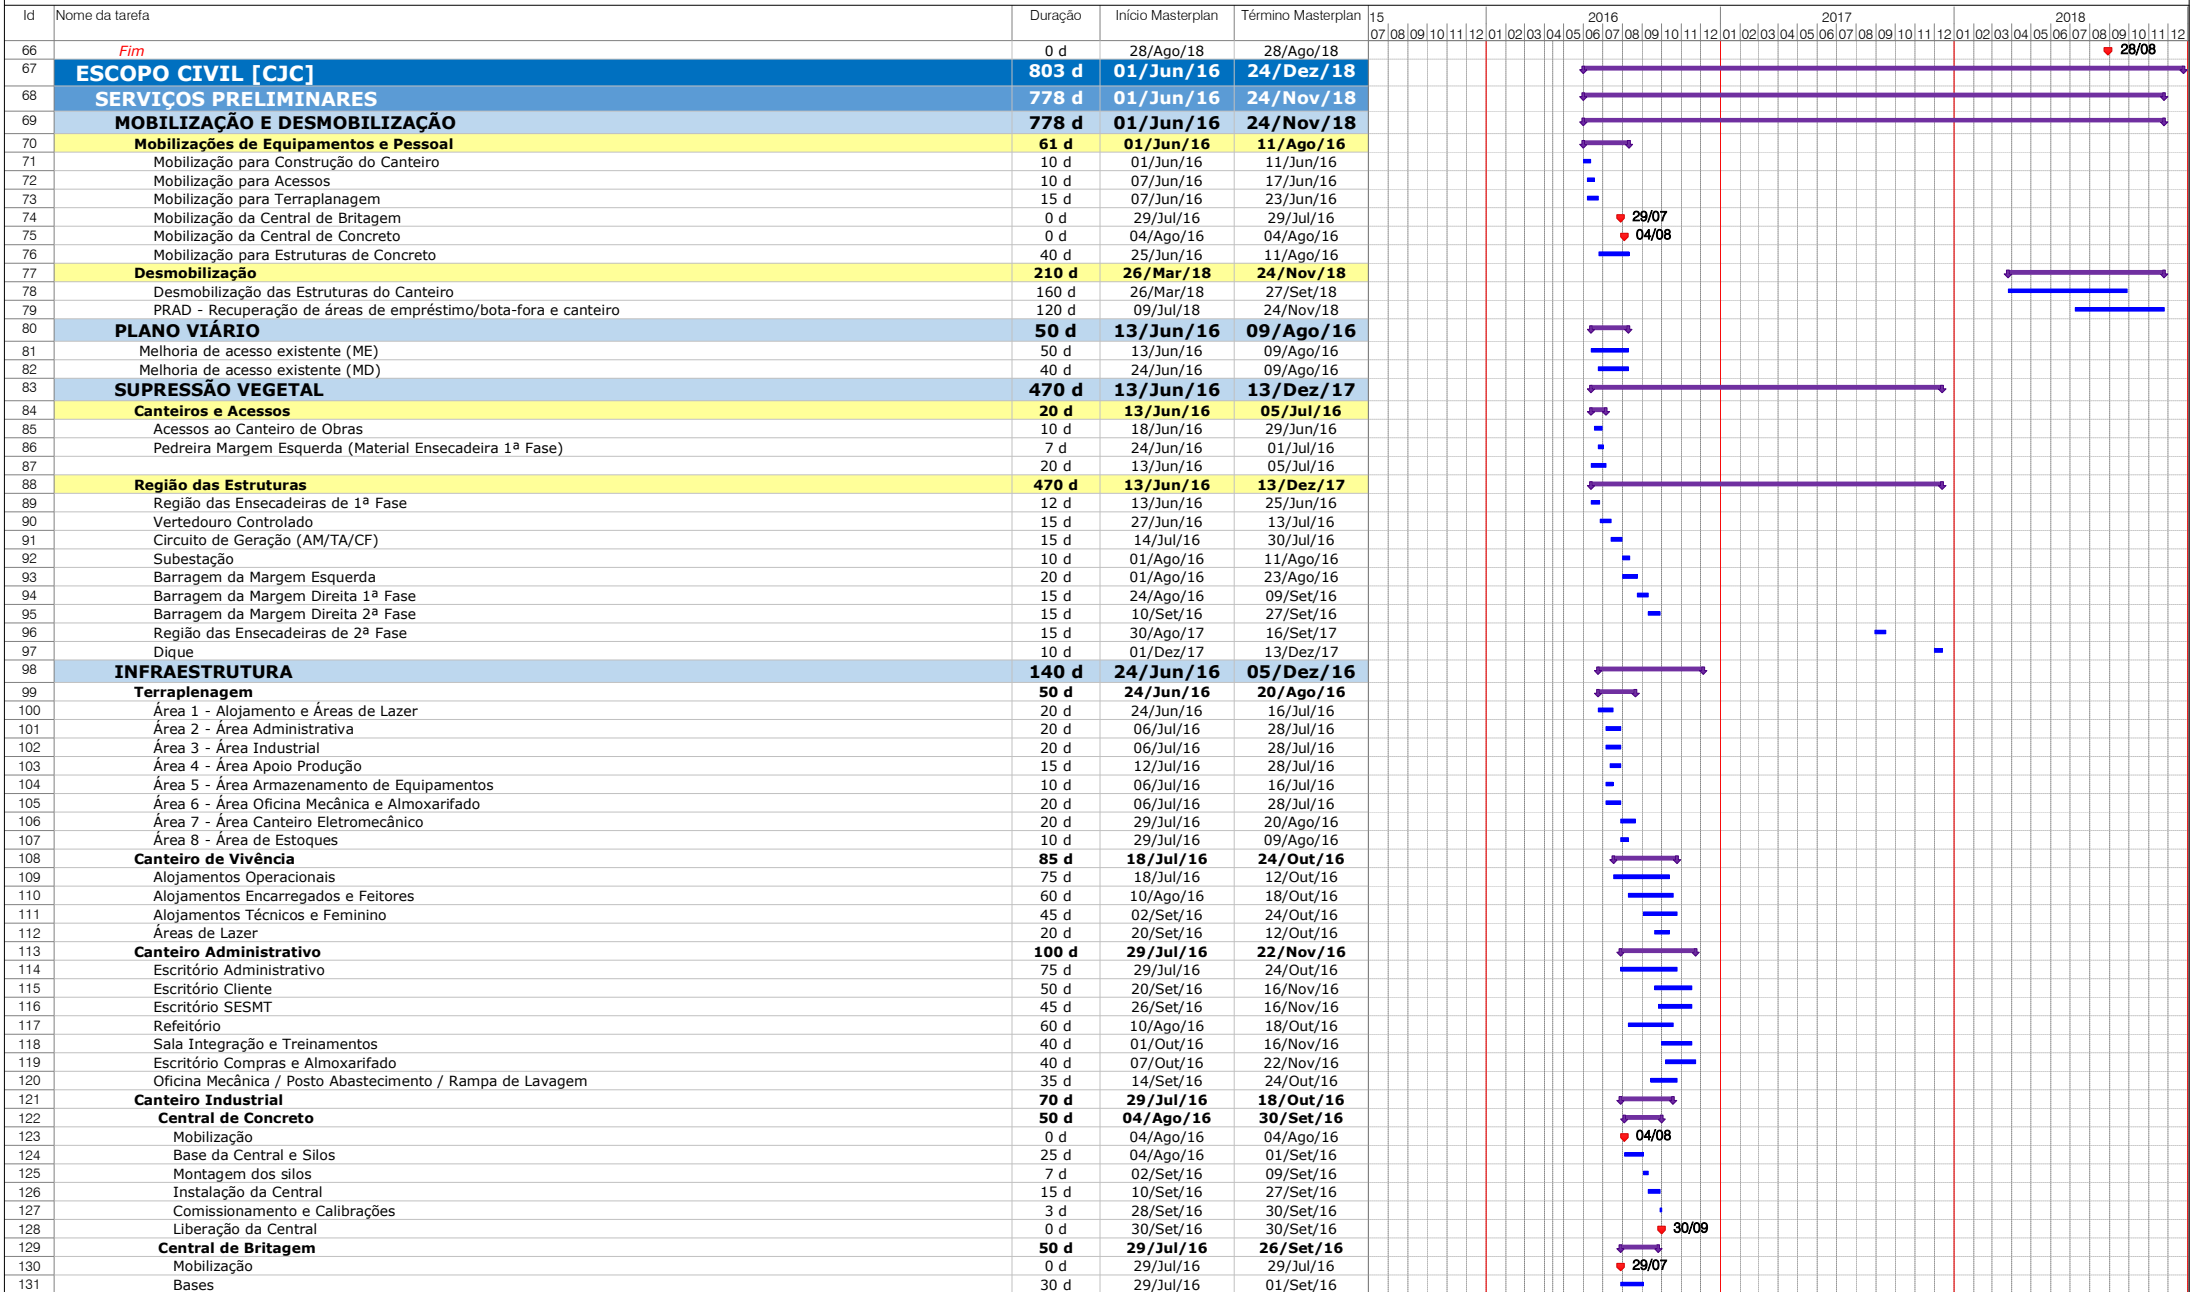 Id Nome da tarefa Duração Início Masterplan Término Masterplan 15 2016 2017 2018
07 08 09 10 11 12 01 02 03 04 05 06 07 08 09 10 11 12 01 02 03 04 05 06 07 08 09 10 11 12 01 02 03 04 05 06 07 08 09 10 11 12
66 Fim 0 d 28/Ago/18 28/Ago/18 28/08
67 ESCOPO CIVIL [CJC] 803 d 01/Jun/16 24/Dez/18
68 SERVIÇOS PRELIMINARES 778 d 01/Jun/16 24/Nov/18
69 MOBILIZAÇÃO E DESMOBILIZAÇÃO 778 d 01/Jun/16 24/Nov/18
70 Mobilizações de Equipamentos e Pessoal 61 d 01/Jun/16 11/Ago/16
71 Mobilização para Construção do Canteiro 10 d 01/Jun/16 11/Jun/16
72 Mobilização para Acessos 10 d 07/Jun/16 17/Jun/16
73 Mobilização para Terraplanagem 15 d 07/Jun/16 23/Jun/16
74 Mobilização da Central de Britagem 0 d 29/Jul/16 29/Jul/16 29/07
75 Mobilização da Central de Concreto 0 d 04/Ago/16 04/Ago/16 04/08
76 Mobilização para Estruturas de Concreto 40 d 25/Jun/16 11/Ago/16
77 Desmobilização 210 d 26/Mar/18 24/Nov/18
78 Desmobilização das Estruturas do Canteiro 160 d 26/Mar/18 27/Set/18
79 PRAD - Recuperação de áreas de empréstimo/bota-fora e canteiro 120 d 09/Jul/18 24/Nov/18
80 PLANO VIÁRIO 50 d 13/Jun/16 09/Ago/16
81 Melhoria de acesso existente (ME) 50 d 13/Jun/16 09/Ago/16
82 Melhoria de acesso existente (MD) 40 d 24/Jun/16 09/Ago/16
83 SUPRESSÃO VEGETAL 470 d 13/Jun/16 13/Dez/17
84 Canteiros e Acessos 20 d 13/Jun/16 05/Jul/16
85 Acessos ao Canteiro de Obras 10 d 18/Jun/16 29/Jun/16
86 Pedreira Margem Esquerda (Material Ensecadeira 1ª Fase) 7 d 24/Jun/16 01/Jul/16
87 20 d 13/Jun/16 05/Jul/16
88 Região das Estruturas 470 d 13/Jun/16 13/Dez/17
89 Região das Ensecadeiras de 1ª Fase 12 d 13/Jun/16 25/Jun/16
90 Vertedouro Controlado 15 d 27/Jun/16 13/Jul/16
91 Circuito de Geração (AM/TA/CF) 15 d 14/Jul/16 30/Jul/16
92 Subestação 10 d 01/Ago/16 11/Ago/16
93 Barragem da Margem Esquerda 20 d 01/Ago/16 23/Ago/16
94 Barragem da Margem Direita 1ª Fase 15 d 24/Ago/16 09/Set/16
95 Barragem da Margem Direita 2ª Fase 15 d 10/Set/16 27/Set/16
96 Região das Ensecadeiras de 2ª Fase 15 d 30/Ago/17 16/Set/17
97 Dique 10 d 01/Dez/17 13/Dez/17
98 INFRAESTRUTURA 140 d 24/Jun/16 05/Dez/16
99 Terraplenagem 50 d 24/Jun/16 20/Ago/16
100 Área 1 - Alojamento e Áreas de Lazer 20 d 24/Jun/16 16/Jul/16
101 Área 2 - Área Administrativa 20 d 06/Jul/16 28/Jul/16
102 Área 3 - Área Industrial 20 d 06/Jul/16 28/Jul/16
103 Área 4 - Área Apoio Produção 15 d 12/Jul/16 28/Jul/16
104 Área 5 - Área Armazenamento de Equipamentos 10 d 06/Jul/16 16/Jul/16
105 Área 6 - Área Oficina Mecânica e Almoxarifado 20 d 06/Jul/16 28/Jul/16
106 Área 7 - Área Canteiro Eletromecânico 20 d 29/Jul/16 20/Ago/16
107 Área 8 - Área de Estoques 10 d 29/Jul/16 09/Ago/16
108 Canteiro de Vivência 85 d 18/Jul/16 24/Out/16
109 Alojamentos Operacionais 75 d 18/Jul/16 12/Out/16
110 Alojamentos Encarregados e Feitores 60 d 10/Ago/16 18/Out/16
111 Alojamentos Técnicos e Feminino 45 d 02/Set/16 24/Out/16
112 Áreas de Lazer 20 d 20/Set/16 12/Out/16
113 Canteiro Administrativo 100 d 29/Jul/16 22/Nov/16
114 Escritório Administrativo 75 d 29/Jul/16 24/Out/16
115 Escritório Cliente 50 d 20/Set/16 16/Nov/16
116 Escritório SESMT 45 d 26/Set/16 16/Nov/16
117 Refeitório 60 d 10/Ago/16 18/Out/16
118 Sala Integração e Treinamentos 40 d 01/Out/16 16/Nov/16
119 Escritório Compras e Almoxarifado 40 d 07/Out/16 22/Nov/16
120 Oficina Mecânica / Posto Abastecimento / Rampa de Lavagem 35 d 14/Set/16 24/Out/16
121 Canteiro Industrial 70 d 29/Jul/16 18/Out/16
122 Central de Concreto 50 d 04/Ago/16 30/Set/16
123 Mobilização 0 d 04/Ago/16 04/Ago/16 04/08
124 Base da Central e Silos 25 d 04/Ago/16 01/Set/16
125 Montagem dos silos 7 d 02/Set/16 09/Set/16
126 Instalação da Central 15 d 10/Set/16 27/Set/16
127 Comissionamento e Calibrações 3 d 28/Set/16 30/Set/16
128 Liberação da Central 0 d 30/Set/16 30/Set/16 30/09
129 Central de Britagem 50 d 29/Jul/16 26/Set/16
130 Mobilização 0 d 29/Jul/16 29/Jul/16 29/07
131 Bases 30 d 29/Jul/16 01/Set/16